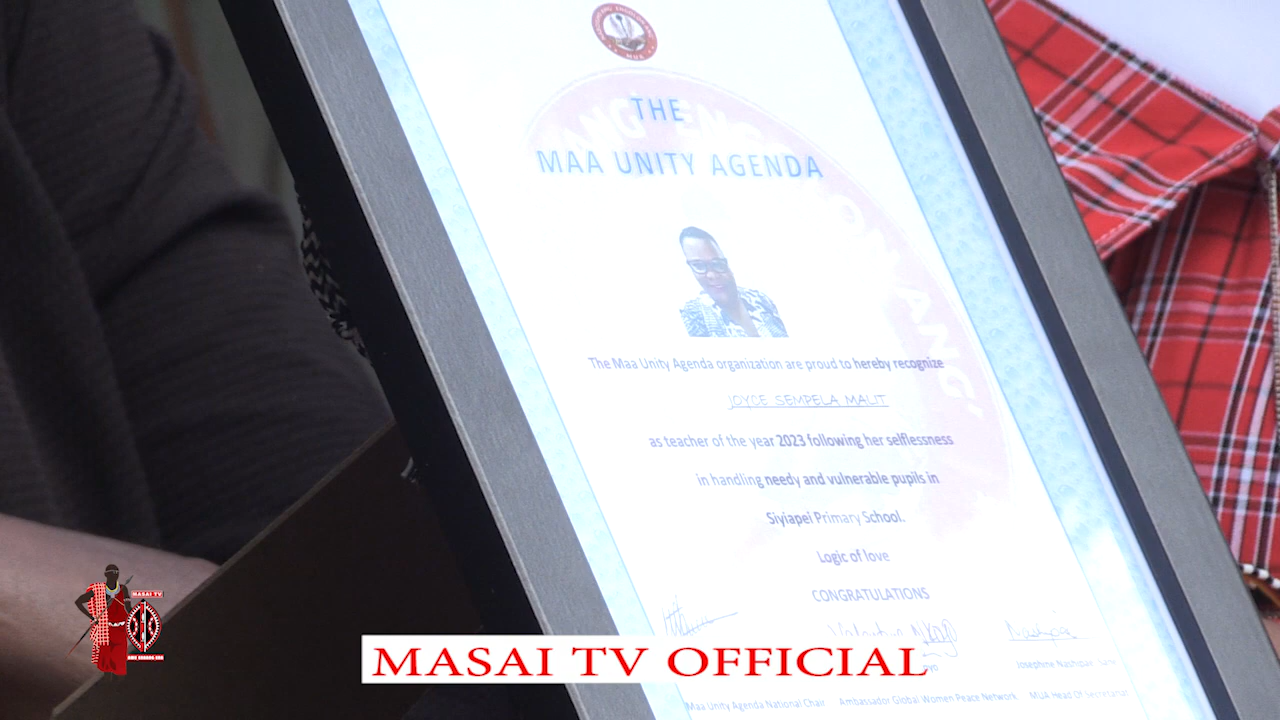 THE
MAA UNITY AGENDA
The Maa Unity Agenda organization are proud to hereby recognize
JOYCE SEMPELA MALIT
as teacher of the year 2023 following her selflessness
in handling needy and vulnerable pupils in
Siyiapei Primary School.
Logic of love
CONGRATULATIONS
Josephine Nashipae
Maa Unity Agenda National Chair Ambassador Global Women Peace Network MUA Head Of Secretariat
MASAI TV
MASAI TV OFFICIAL